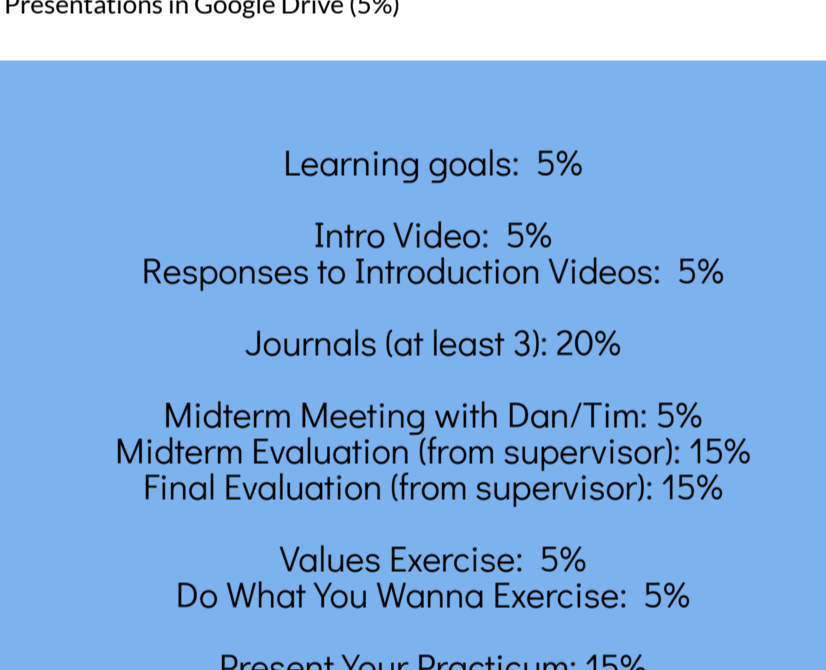 Presentations in Google Drive (5%)
Learning goals: 5%
Intro Video: 5%
Responses to Introduction Videos: 5%
Journals (at least 3): 20%
Midterm Meeting with Dan/Tim: 5%
Midterm Evaluation (from supervisor): 15%
Final Evaluation (from supervisor): 15%
Values Exercise: 5%
Do What You Wanna Exercise: 5%
Present Your Practicum: 15%